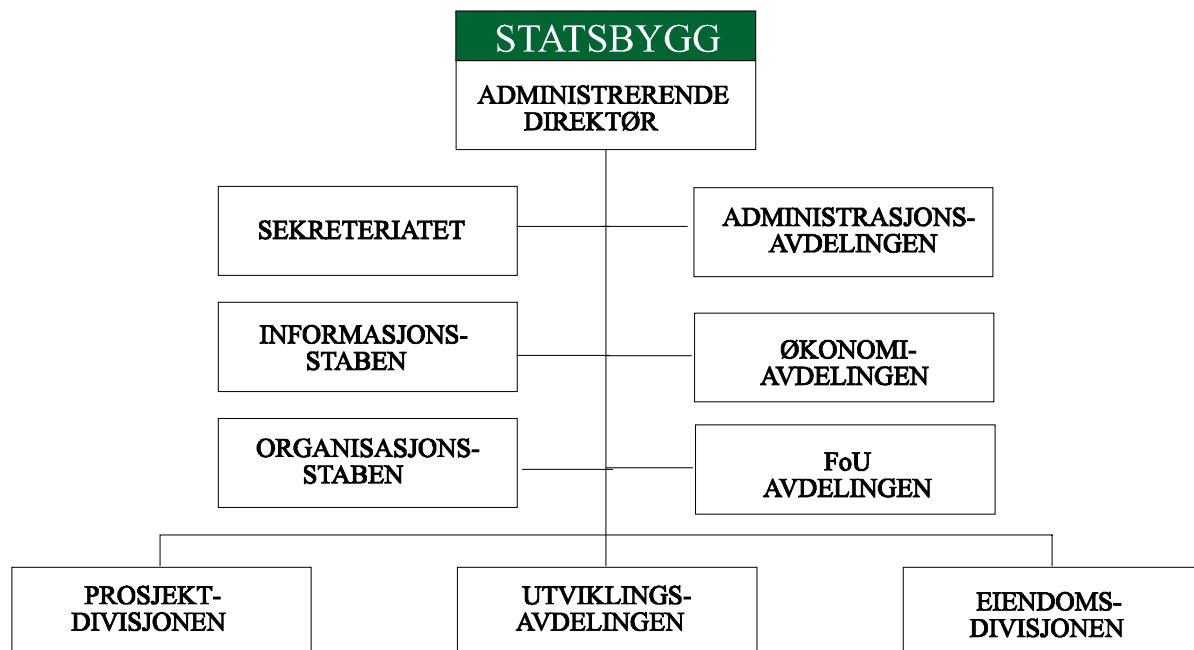 STATSBYGG
ADMINISTRERENDE
DIREKTØR
SEKRETERIATET
ADMINISTRASJONS-
AVDELINGEN
INFORMASJONS-
STABEN
ØKONOMI-
AVDELINGEN
ORGANISASJONS-
STABEN
FoU
AVDELINGEN
PROSJEKT-
DIVISJONEN
UTVIKLINGS-
AVDELINGEN
EIENDOMS-
DIVISJONEN